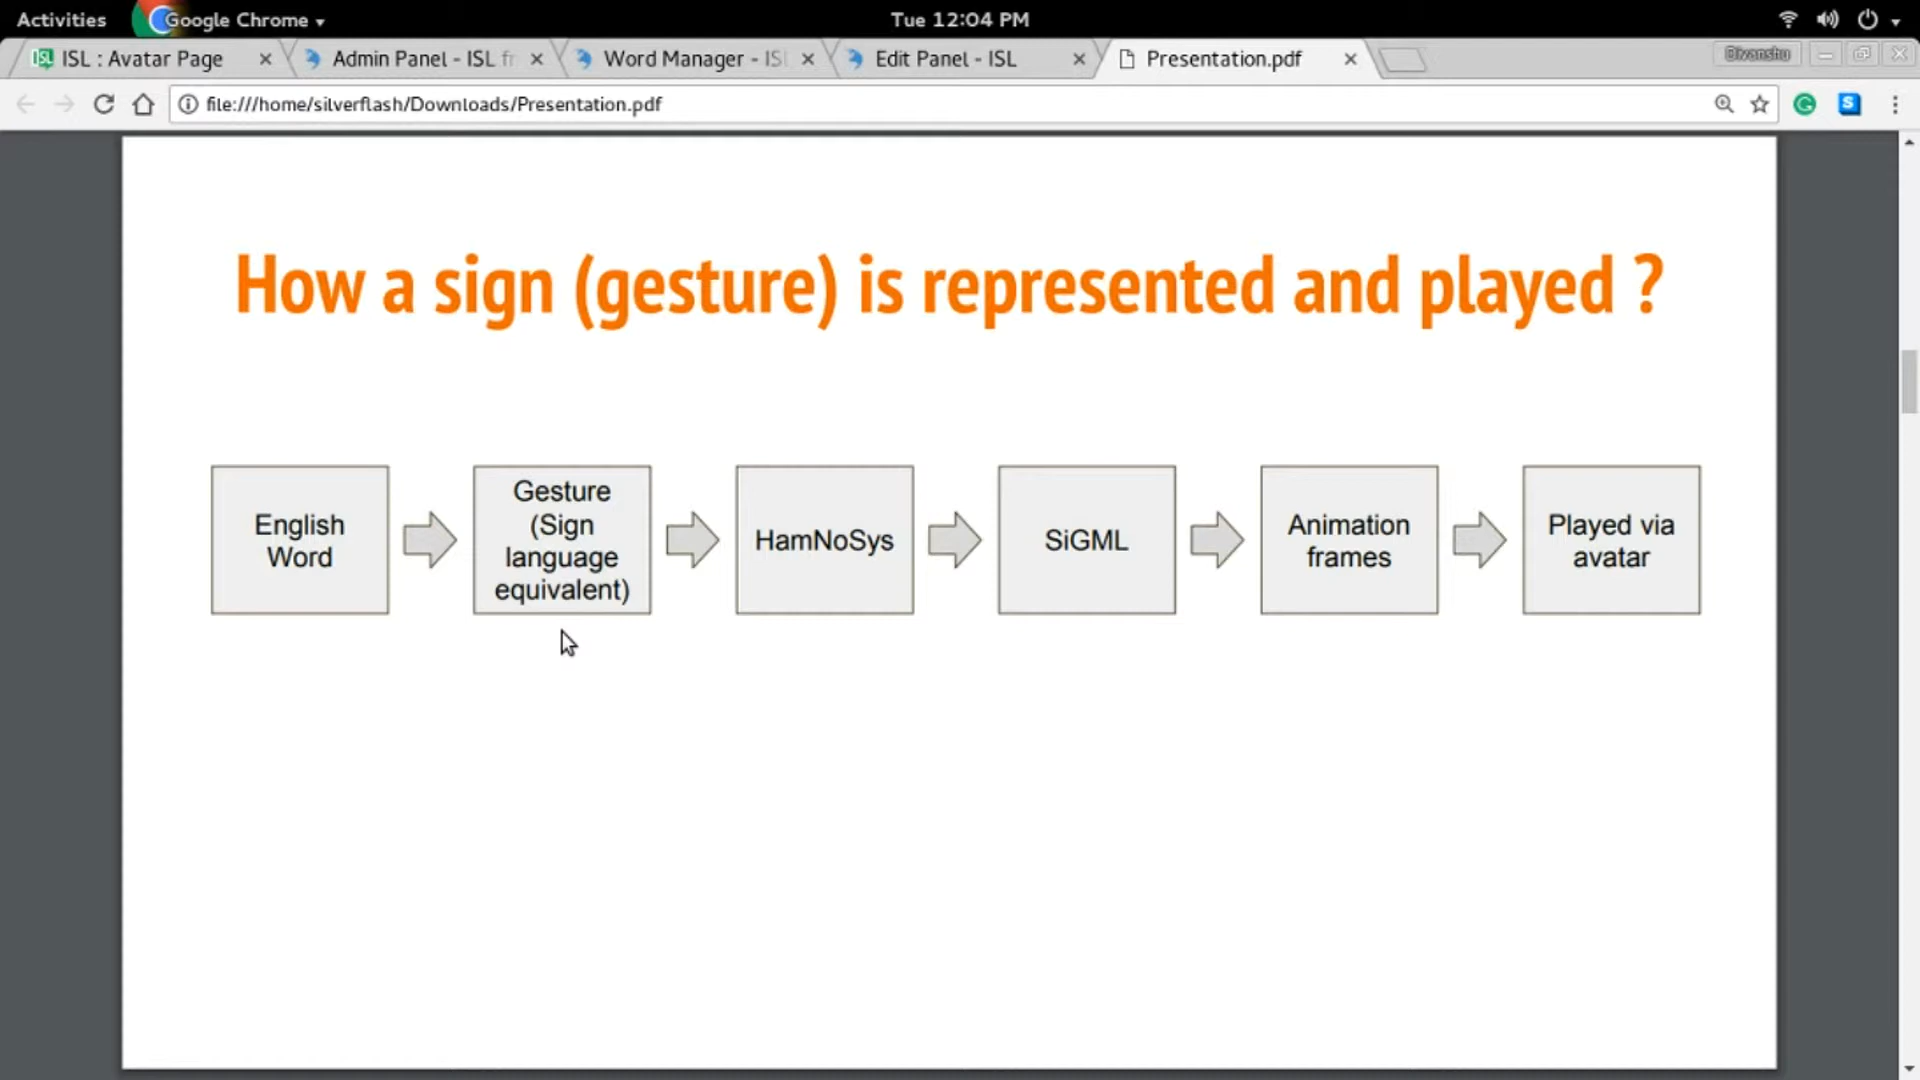 Activities Google Chrome Tue 12:04 PM
ISL : Avatar Page Admin Panel - ISL fr Word Manager - ISL Edit Panel - ISL Presentation.pdf Divanshu
file:///home/silverflash/Downloads/Presentation.pdf
How a sign (gesture) is represented and played ?
English
Word
Gesture
(Sign
language
equivalent)
HamNoSys
SiGML
Animation
frames
Played via
avatar